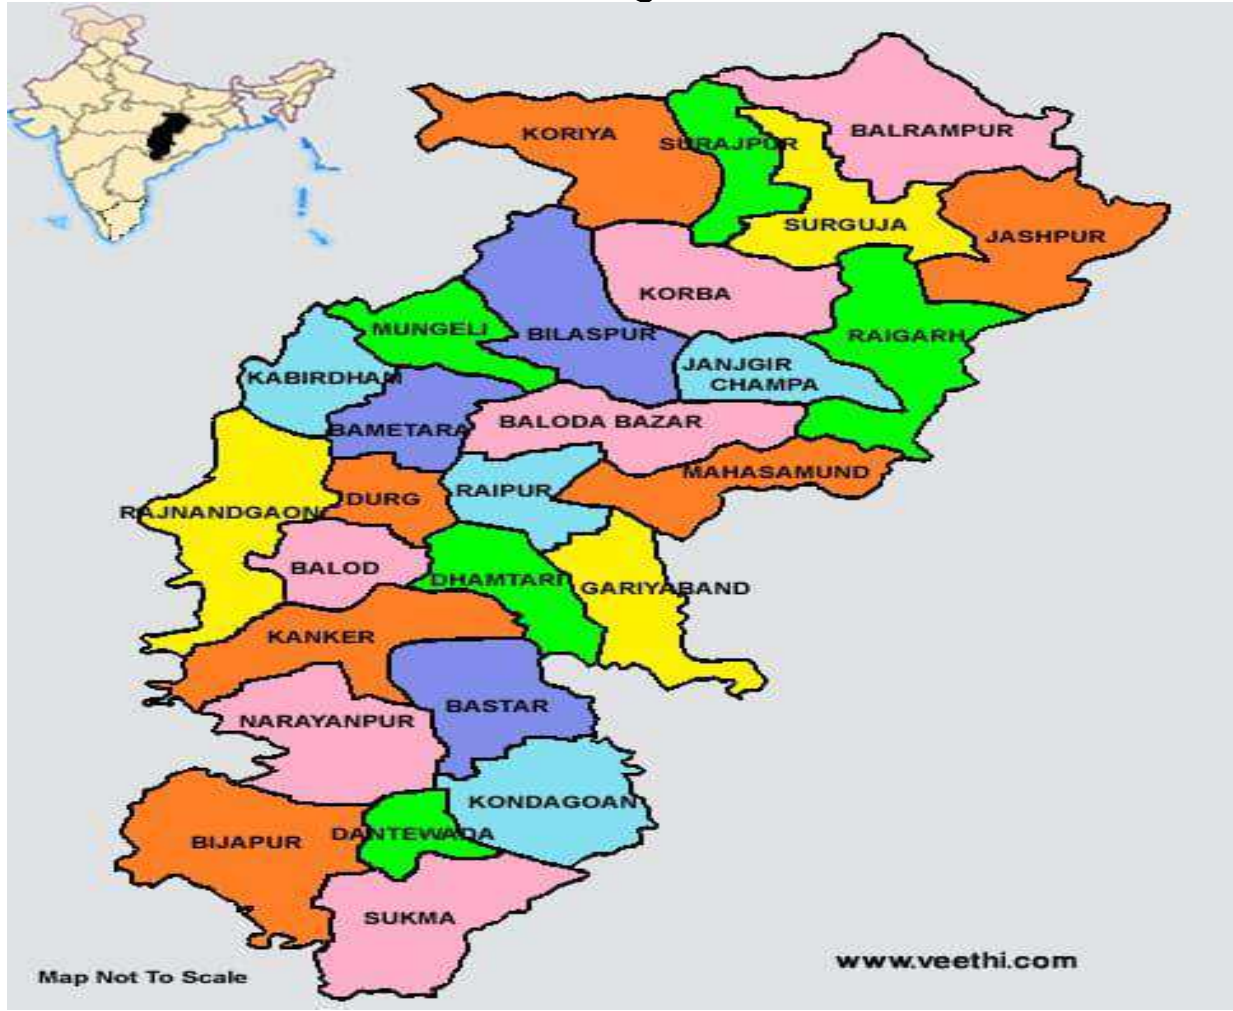 KORIYA
SURAJPUR
BALRAMPUR
SURGUJA
JASHPUR
KORBA
MUNGELI
BILASPUR
RAIGARH
KABIRDHAM
JANJGIR
CHAMPA
BAMETARA
BALODA BAZAR
MAHASAMUND
RAJNANDGAON
DURG
RAIPUR
BALOD
DHAMTARI
GARIYABAND
KANKER
NARAYANPUR
BASTAR
KONDAGOAN
BIJAPUR
DANTEWADA
SUKMA
Map Not To Scale
www.veethi.com